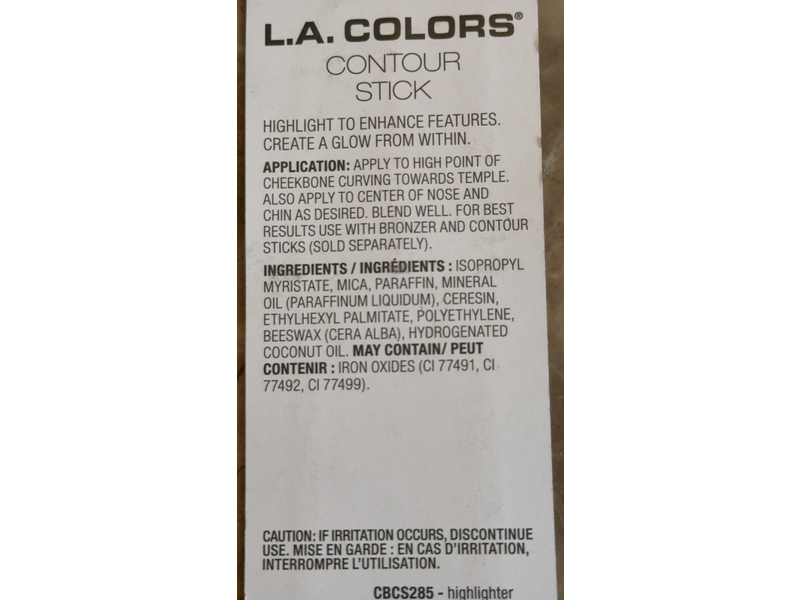 L.A. COLORS®
CONTOUR
STICK
HIGHLIGHT TO ENHANCE FEATURES.
CREATE A GLOW FROM WITHIN.
APPLICATION: APPLY TO HIGH POINT OF
CHEEKBONE CURVING TOWARDS TEMPLE.
ALSO APPLY TO CENTER OF NOSE AND
CHIN AS DESIRED. BLEND WELL. FOR BEST
RESULTS USE WITH BRONZER AND CONTOUR
STICKS (SOLD SEPARATELY).
INGREDIENTS / INGRÉDIENTS : ISOPROPYL
MYRISTATE, MICA, PARAFFIN, MINERAL
OIL (PARAFFINUM LIQUIDUM), CERESIN,
ETHYLHEXYL PALMITATE, POLYETHYLENE,
BEESWAX (CERA ALBA), HYDROGENATED
COCONUT OIL. MAY CONTAIN/ PEUT
CONTENIR : IRON OXIDES (CI 77491, CI
77492, CI 77499).
CAUTION: IF IRRITATION OCCURS, DISCONTINUE
USE. MISE EN GARDE : EN CAS D'IRRITATION,
INTERROMPRE L'UTILISATION.
CBCS285 - highlighter